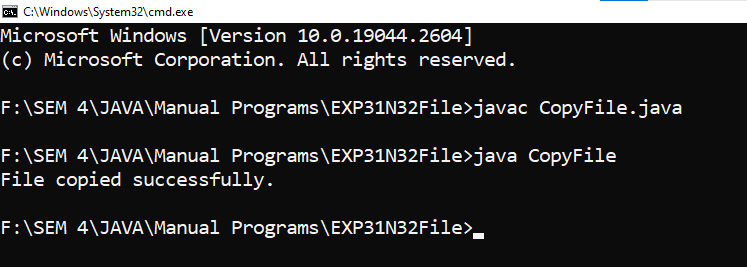 C:\Windows\System32\cmd.exe
Microsoft Windows [Version 10.0.19044.2604]
(c) Microsoft Corporation. All rights reserved.
F:\SEM 4\JAVA\Manual Programs\EXP31N32File>javac CopyFile.java
F:\SEM 4\JAVA\Manual Programs\EXP31N32File>java CopyFile
File copied successfully.
F:\SEM 4\JAVA\Manual Programs\EXP31N32File>